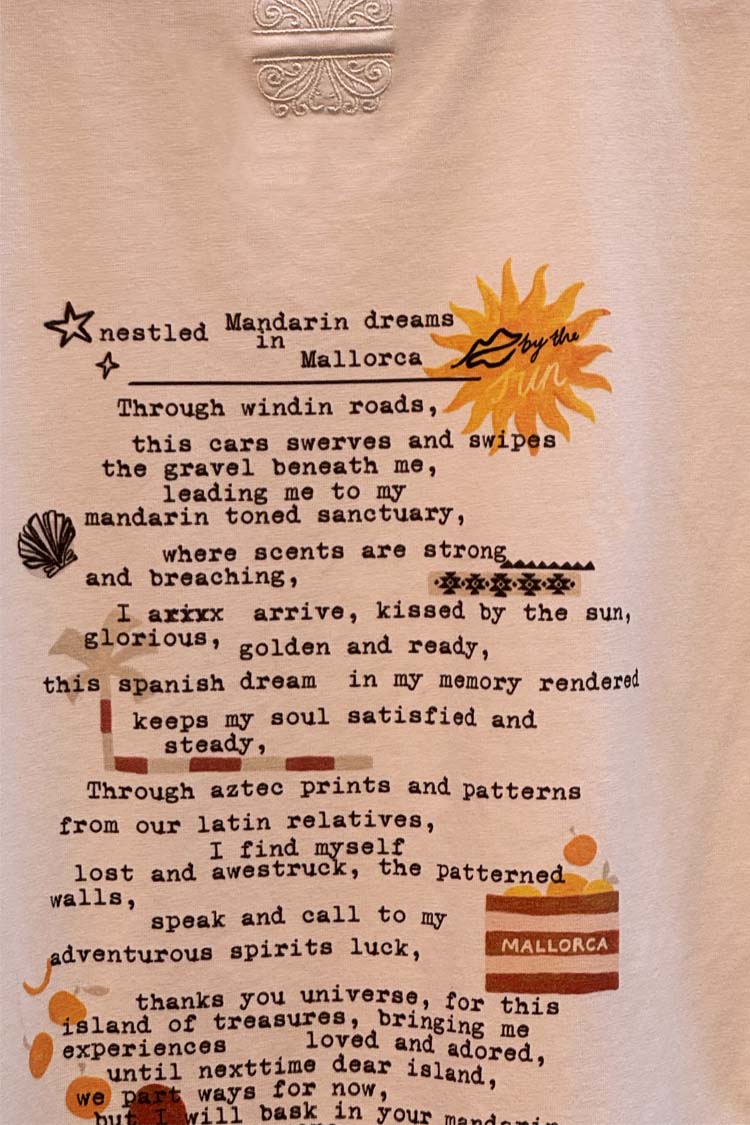 nestled Mandarin dreams
in
Mallorca
by the
sun
Through windin roads,
this cars swerves and swipes
the gravel beneath me,
leading me to my
mandarin toned sanctuary,
where scents are strong
and breaching,
I arrive, kissed by the sun,
glorious, golden and ready,
this spanish dream in my memory rendered
keeps my soul satisfied and
steady,
Through aztec prints and patterns
from our latin relatives,
I find myself
lost and awestruck, the patterned
walls,
speak and call to my
adventurous spirits luck,
MALLORCA
thanks you universe, for this
island of treasures, bringing me
experiences loved and adored,
until nexttime dear island,
we part ways for now,
but I will bask in your mandarin